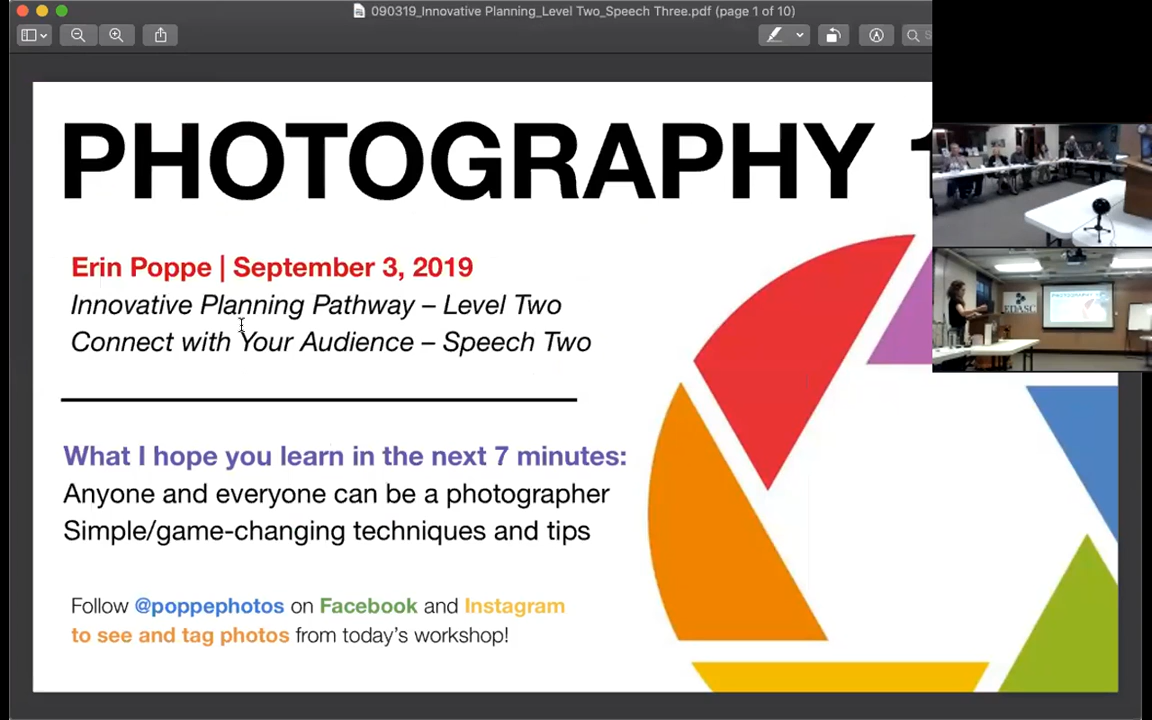 090319_Innovative Planning_Level Two_Speech Three.pdf (page 1 of 10)
PHOTOGRAPHY
Erin Poppe | September 3, 2019
Innovative Planning Pathway – Level Two
Connect with Your Audience – Speech Two
What I hope you learn in the next 7 minutes:
Anyone and everyone can be a photographer
Simple/game-changing techniques and tips
Follow @poppephotos on Facebook and Instagram
to see and tag photos from today's workshop!
EDASC